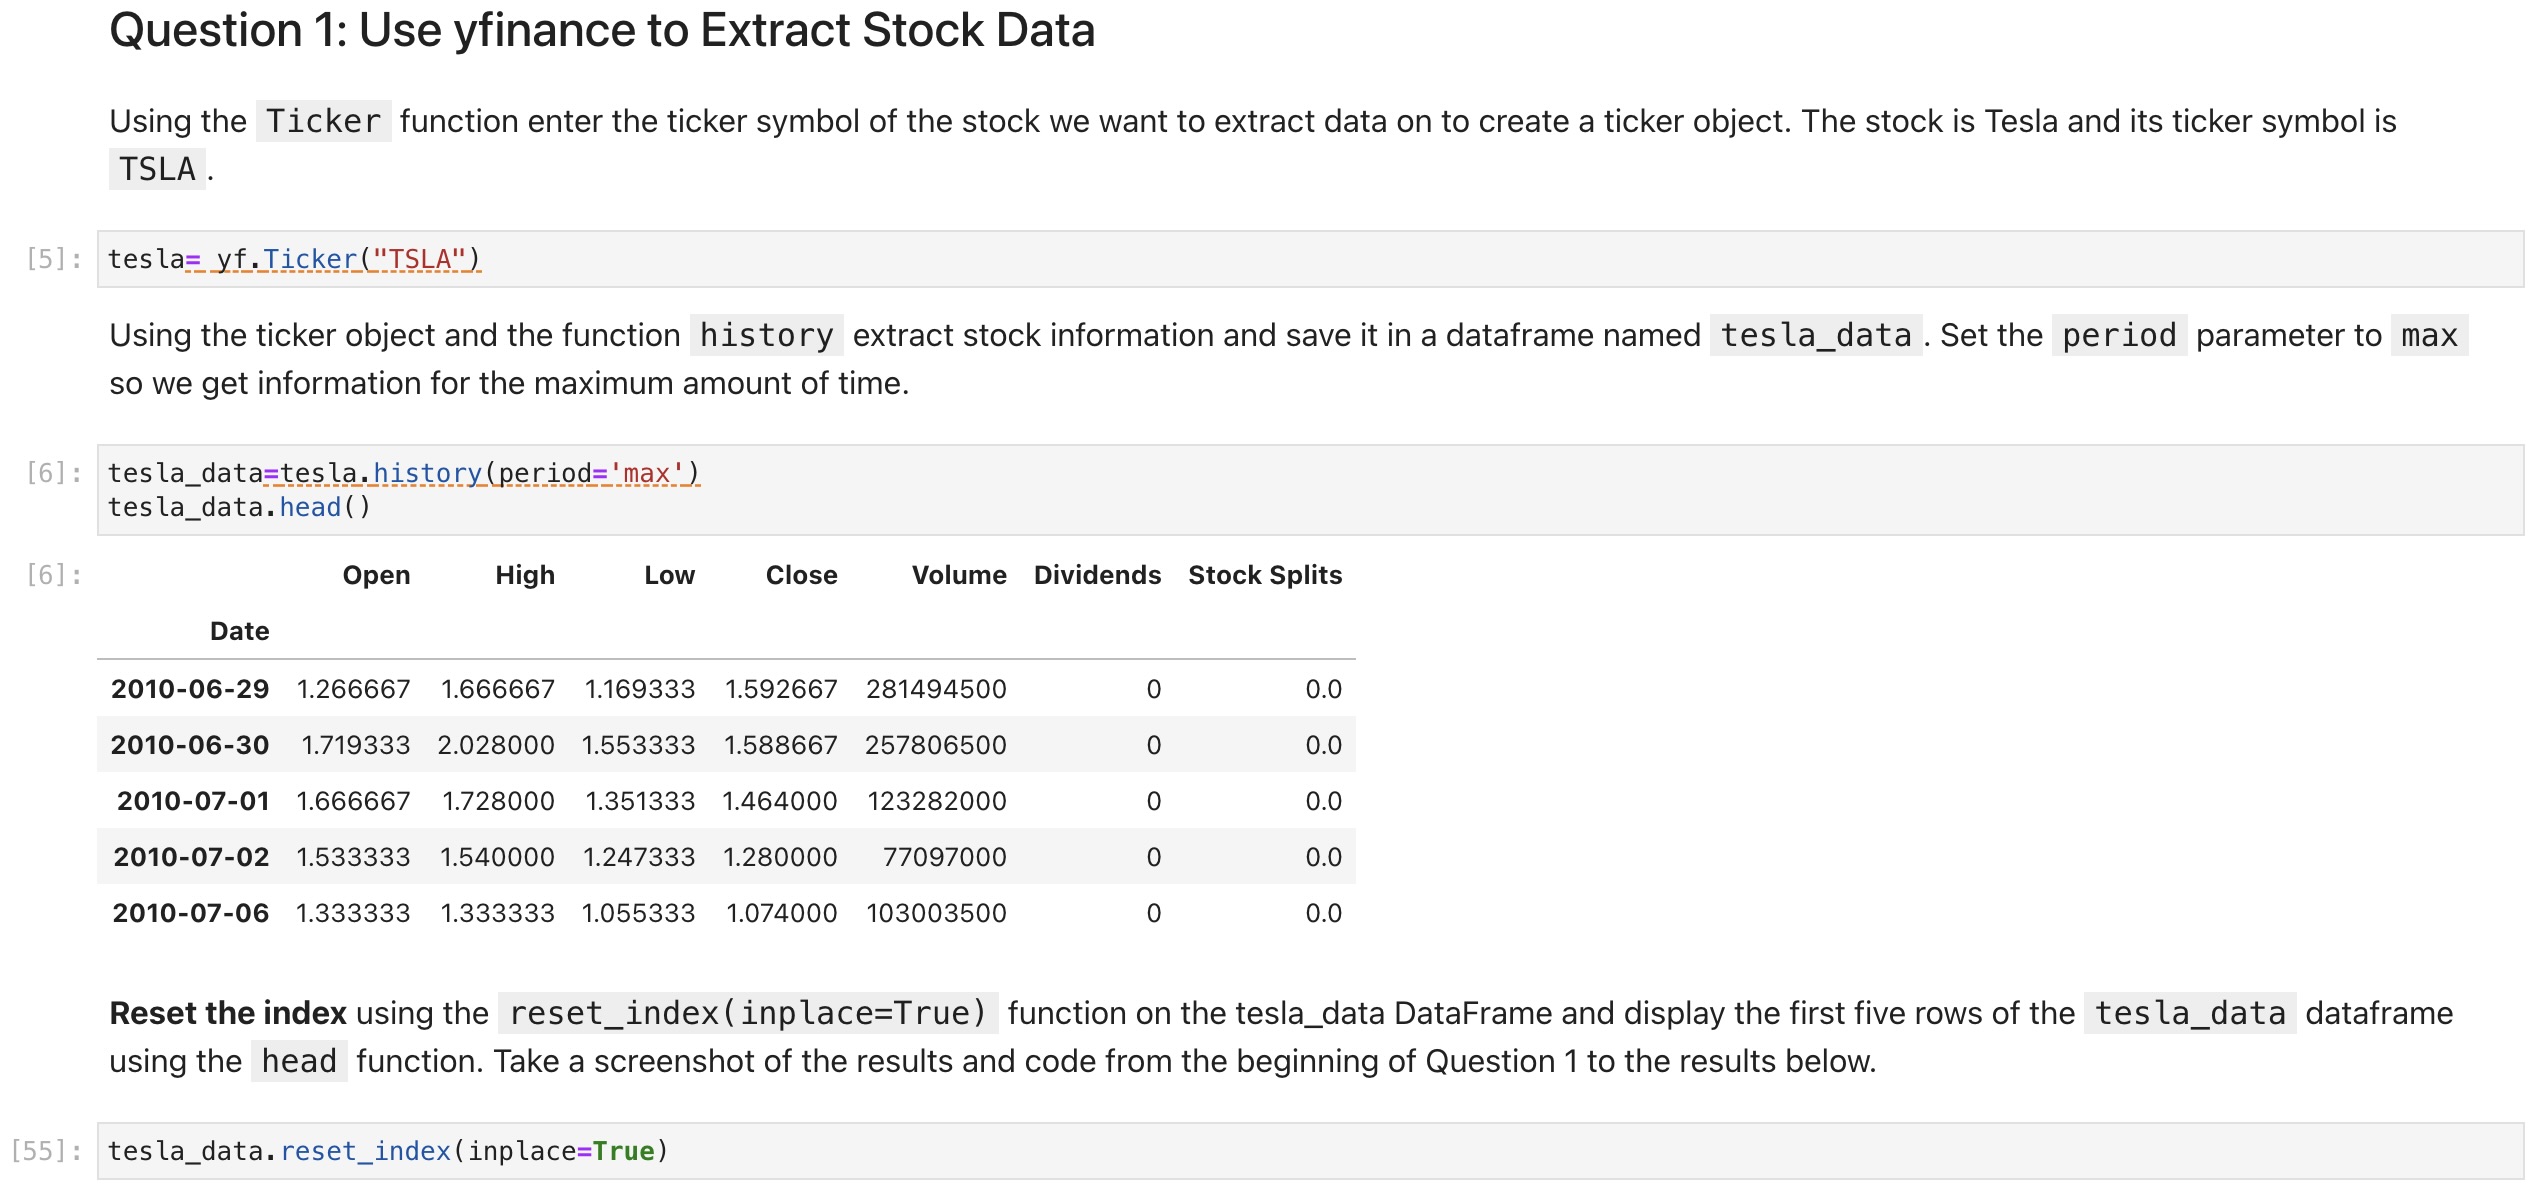 Question 1: Use yfinance to Extract Stock Data
Using the Ticker function enter the ticker symbol of the stock we want to extract data on to create a ticker object. The stock is Tesla and its ticker symbol is
TSLA .
[5]: tesla= yf.Ticker("TSLA")
Using the ticker object and the function history extract stock information and save it in a dataframe named tesla_data . Set the period parameter to max
so we get information for the maximum amount of time.
[6]: tesla_data=tesla.history(period='max')
tesla_data.head()
[6]: Open High Low Close Volume Dividends Stock Splits
Date
2010-06-29 1.266667 1.666667 1.169333 1.592667 281494500 0 0.0
2010-06-30 1.719333 2.028000 1.553333 1.588667 257806500 0 0.0
2010-07-01 1.666667 1.728000 1.351333 1.464000 123282000 0 0.0
2010-07-02 1.533333 1.540000 1.247333 1.280000 77097000 0 0.0
2010-07-06 1.333333 1.333333 1.055333 1.074000 103003500 0 0.0
Reset the index using the reset_index(inplace=True) function on the tesla_data DataFrame and display the first five rows of the tesla_data dataframe
using the head function. Take a screenshot of the results and code from the beginning of Question 1 to the results below.
[55]: tesla_data.reset_index(inplace=True)